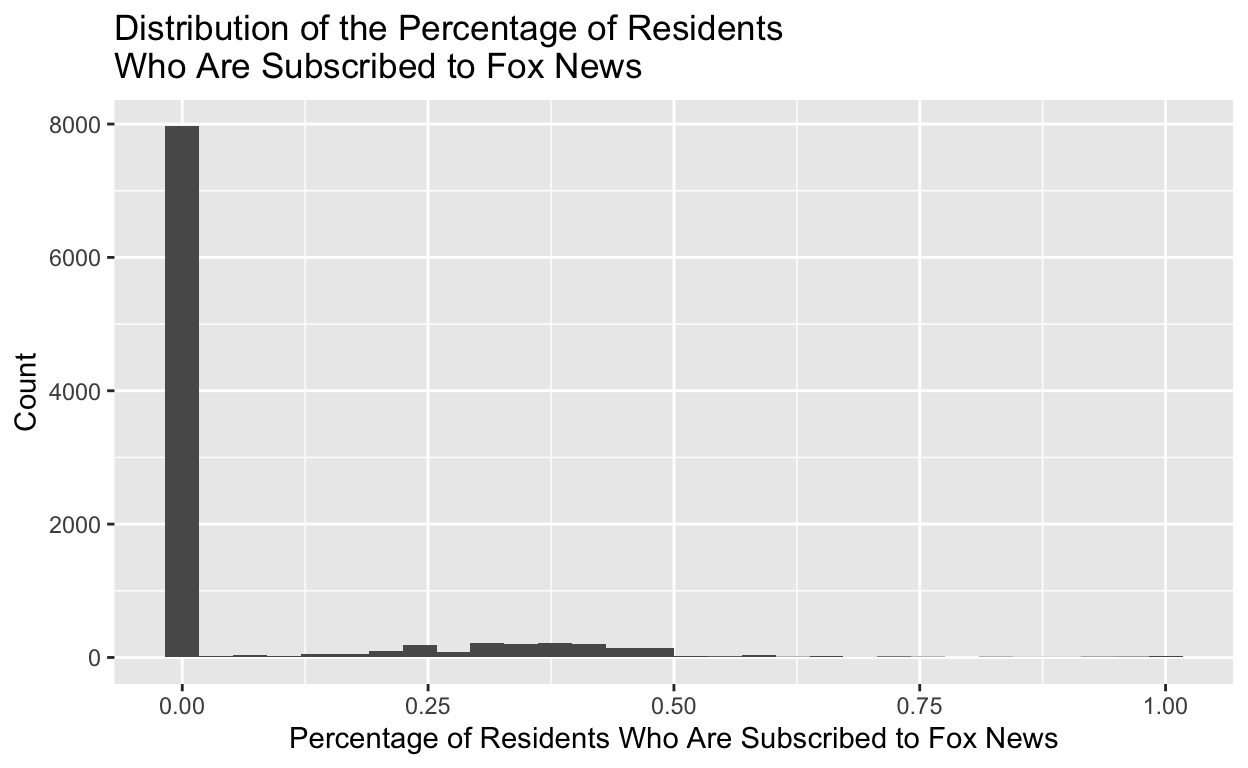 Distribution of the Percentage of Residents
Who Are Subscribed to Fox News
Count
8000
6000
4000
2000
0
0.00 0.25 0.50 0.75 1.00
Percentage of Residents Who Are Subscribed to Fox News